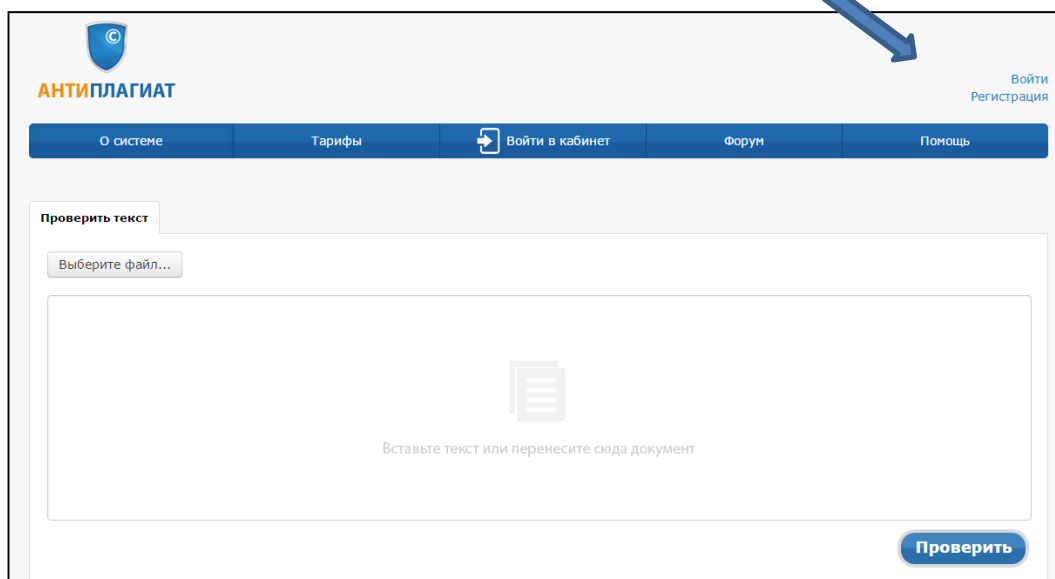 ©
АНТИПЛАГИАТ
Войти
Регистрация
О системе Тарифы Войти в кабинет Форум Помощь
Проверить текст
Выберите файл...
Вставьте текст или перенесите сюда документ
Проверить